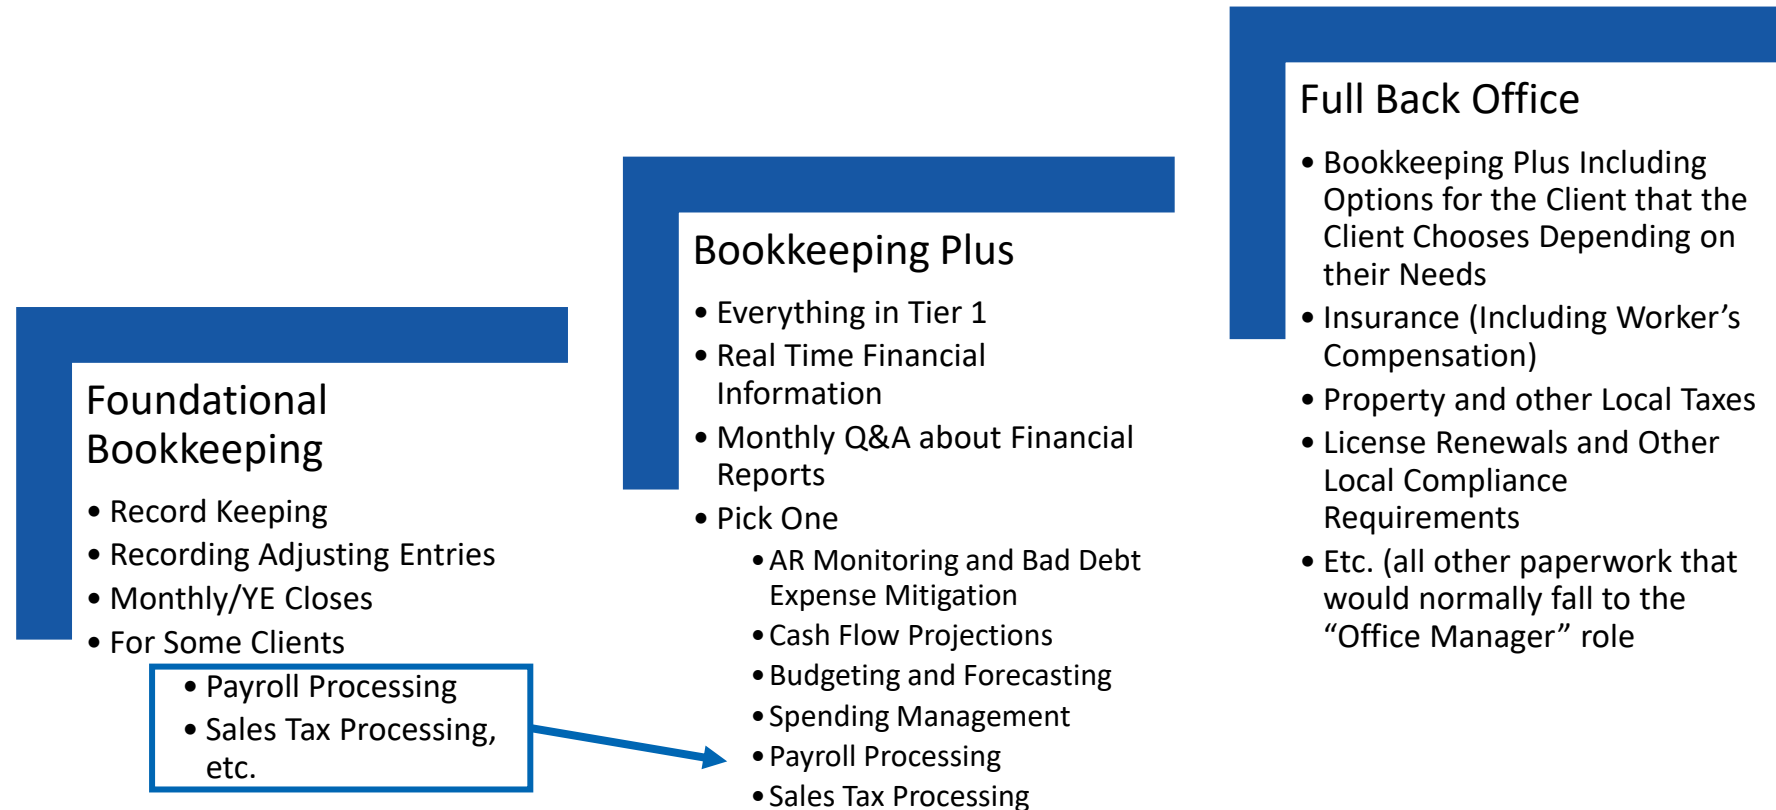 Foundational
Bookkeeping
• Record Keeping
• Recording Adjusting Entries
• Monthly/YE Closes
• For Some Clients
• Payroll Processing
• Sales Tax Processing,
etc.
Bookkeeping Plus
• Everything in Tier 1
• Real Time Financial
Information
• Monthly Q&A about Financial
Reports
• Pick One
• AR Monitoring and Bad Debt
Expense Mitigation
• Cash Flow Projections
• Budgeting and Forecasting
• Spending Management
• Payroll Processing
• Sales Tax Processing
Full Back Office
• Bookkeeping Plus Including
Options for the Client that the
Client Chooses Depending on
their Needs
• Insurance (Including Worker’s
Compensation)
• Property and other Local Taxes
• License Renewals and Other
Local Compliance
Requirements
• Etc. (all other paperwork that
would normally fall to the
“Office Manager” role